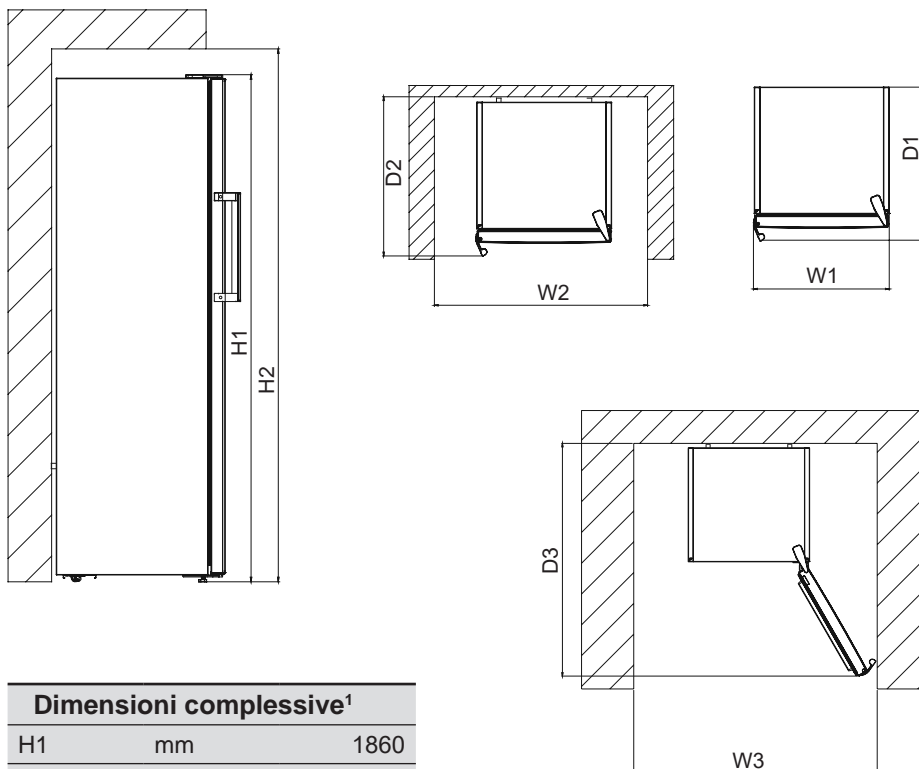 H1
H2
D2
W2
D1
W1
D3
W3
Dimensioni complessive¹
H1 mm 1860